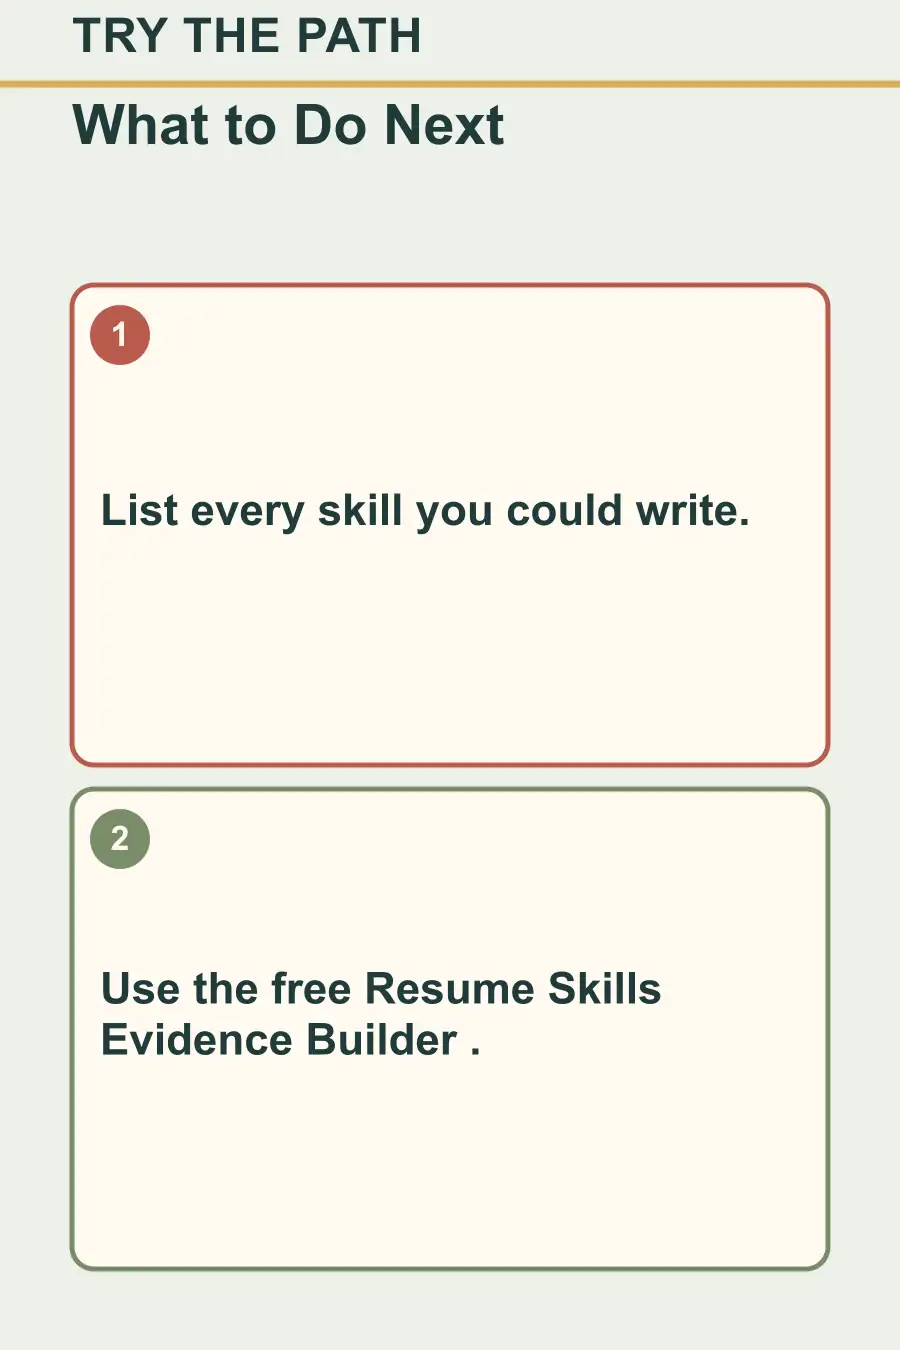 TRY THE PATH
What to Do Next
1
List every skill you could write.
2
Use the free Resume Skills
Evidence Builder .